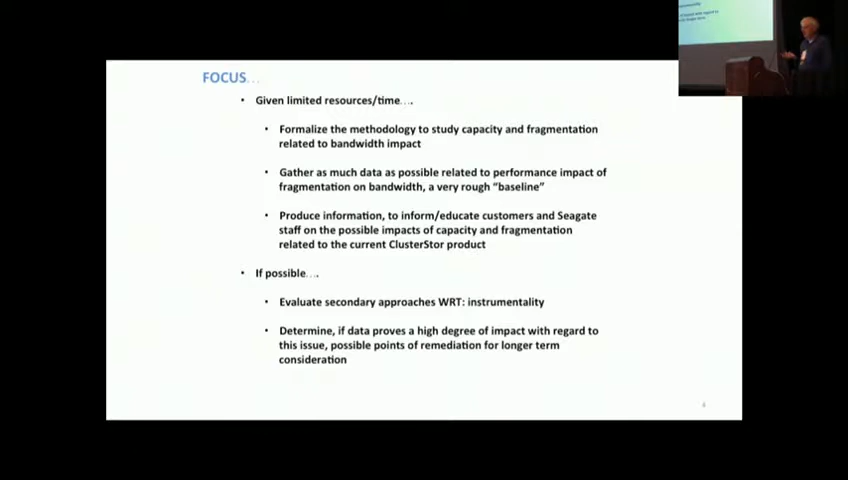 FOCUS…
• Given limited resources/time….
• Formalize the methodology to study capacity and fragmentation
related to bandwidth impact
• Gather as much data as possible related to performance impact of
fragmentation on bandwidth, a very rough “baseline”
• Produce information, to inform/educate customers and Seagate
staff on the possible impacts of capacity and fragmentation
related to the current ClusterStor product
• If possible….
• Evaluate secondary approaches WRT: instrumentality
• Determine, if data proves a high degree of impact with regard to
this issue, possible points of remediation for longer term
consideration